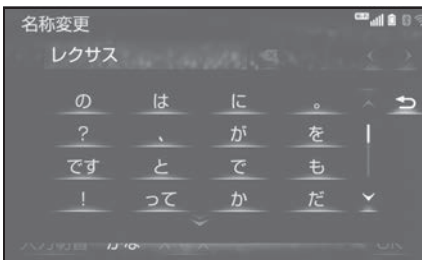 名称変更
レクサス
の は に 。
? 、 が を
です と で も
! って か だ
かな
OK